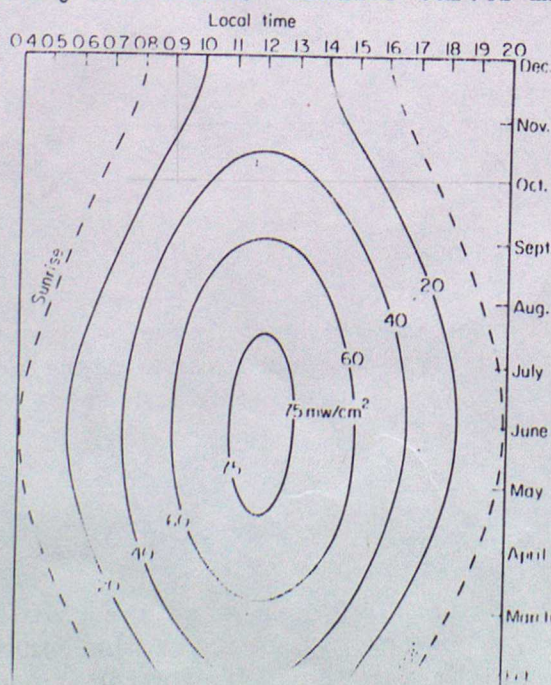 Local time
04 05 06 07 08 09 10 11 12 13 14 15 16 17 18 19 20
Dec.
Nov.
Oct.
Sept
Sunrise
20
Aug.
40
60
July
75 mw/cm²
June
75
May
60
40
April
20
March